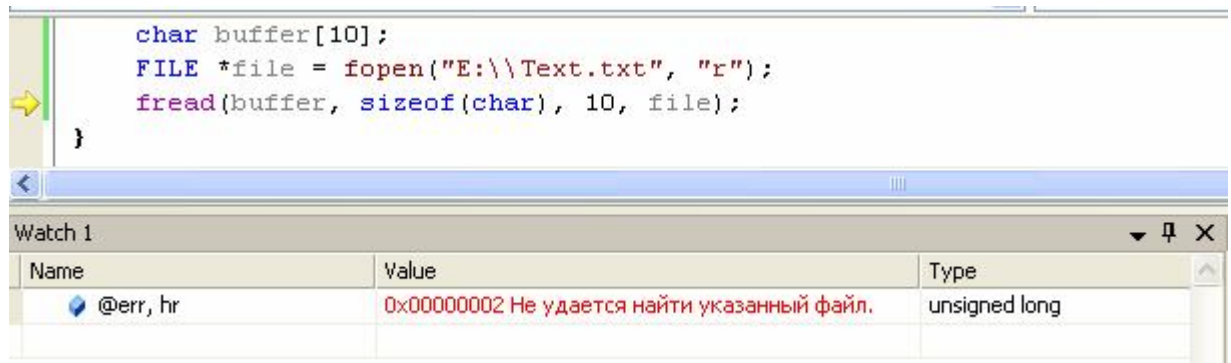 char buffer[10];
FILE *file = fopen("E:\\Text.txt", "r");
fread(buffer, sizeof(char), 10, file);
}
Watch 1
Name Value Type
@err, hr 0x00000002 Не удается найти указанный файл. unsigned long